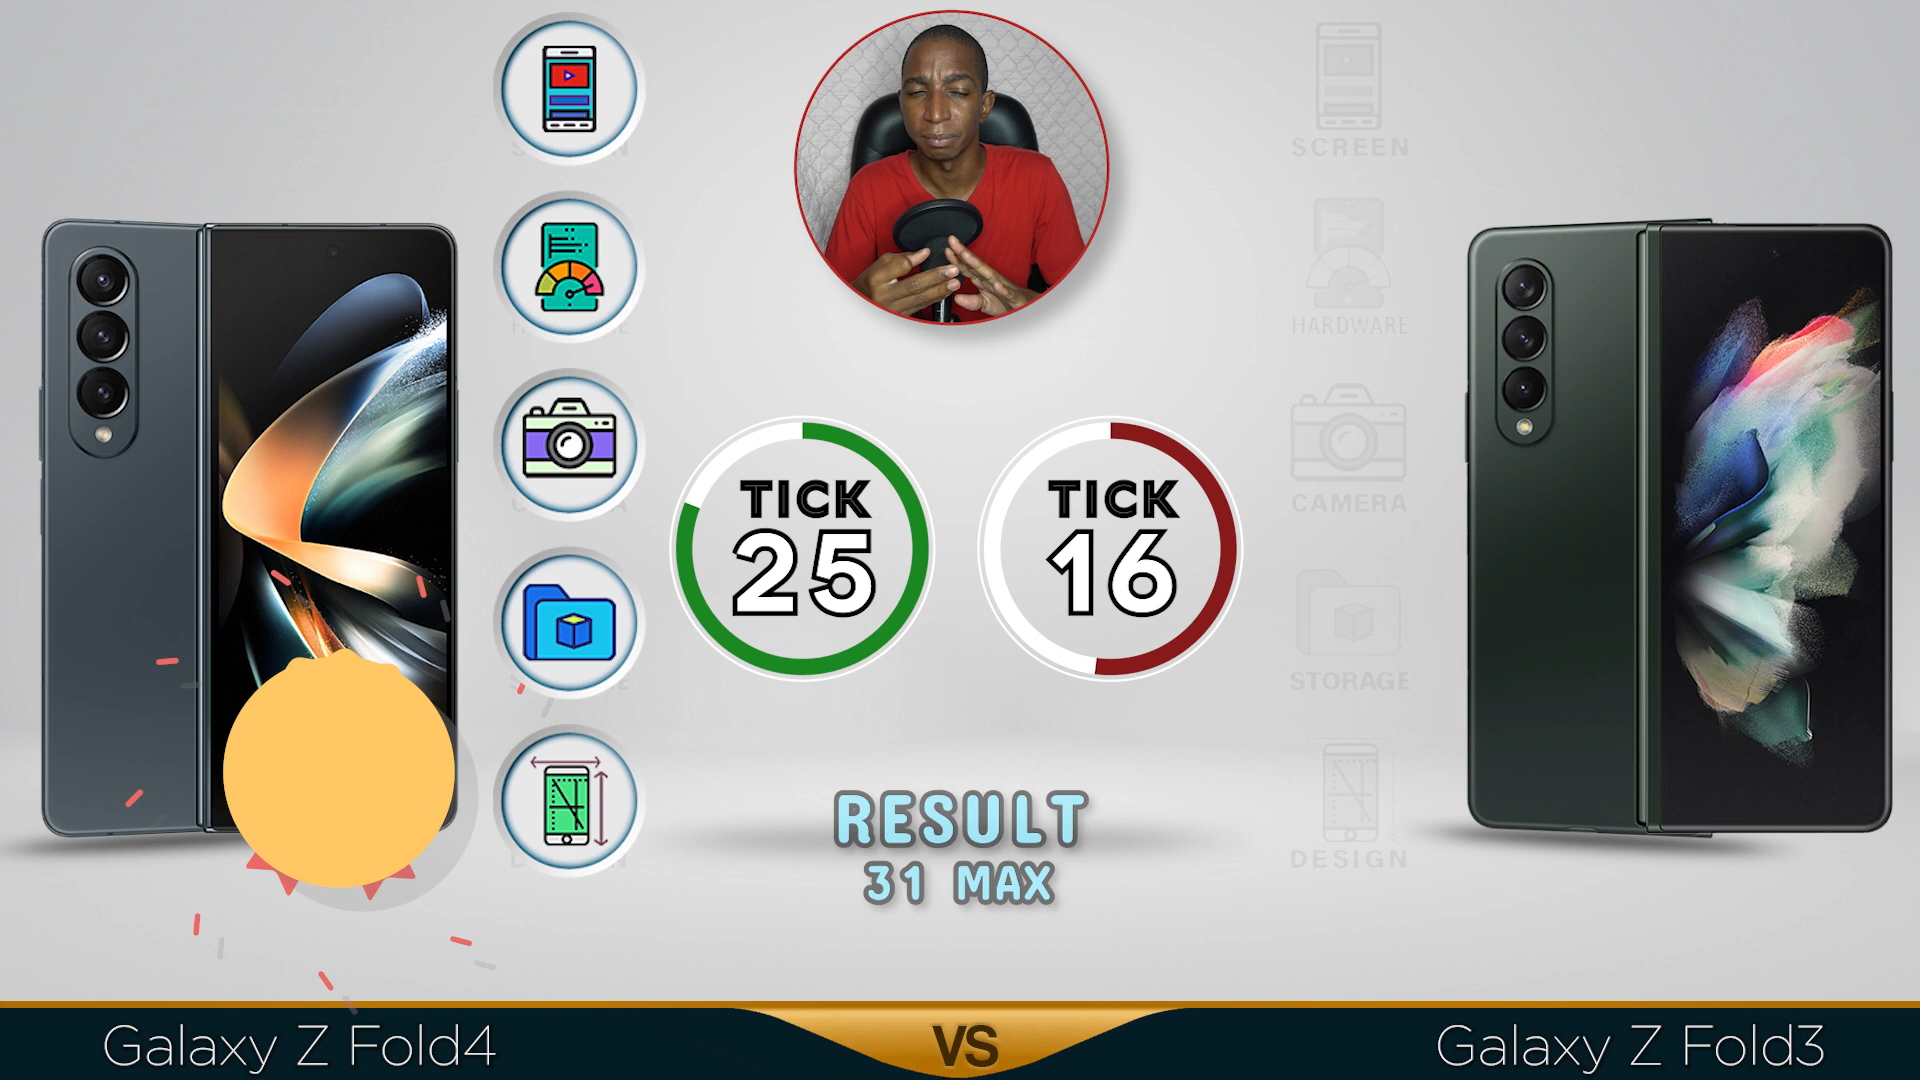 SCREEN
HARDWARE
TICK
25
TICK
16
CAMERA
STORAGE
RESULT
31 MAX
DESIGN
Galaxy Z Fold4
VS
Galaxy Z Fold3